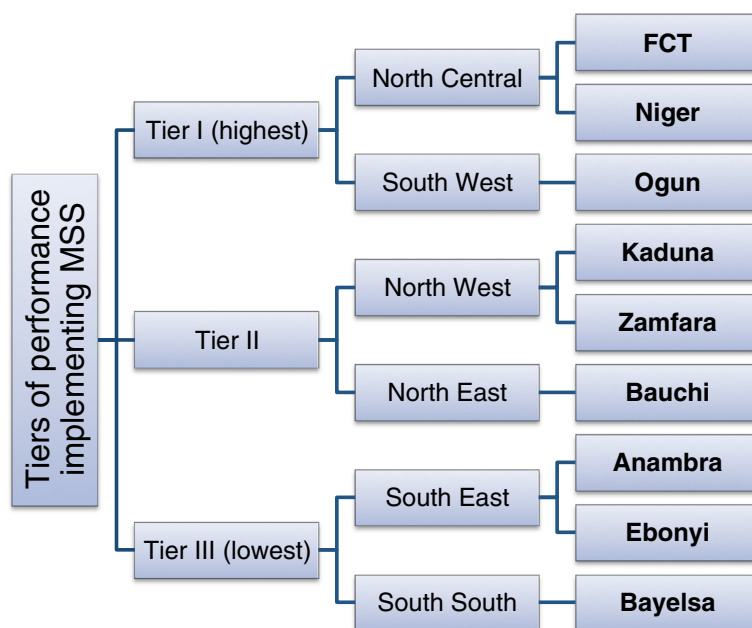 Tiers of performance
implementing MSS
Tier I (highest)
North Central
FCT
Niger
South West
Ogun
Tier II
North West
Kaduna
Zamfara
North East
Bauchi
Tier III (lowest)
South East
Anambra
Ebonyi
South South
Bayelsa